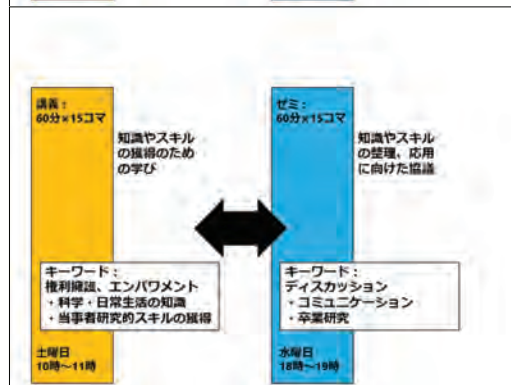 講義：
60分×15コマ
知識やスキル
の獲得のため
の学び
キーワード：
権利擁護、エンパワメント
・科学・日常生活の知識
・当事者研究的スキルの獲得
土曜日
10時～11時
ゼミ：
60分×15コマ
知識やスキル
の整理、応用
に向けた協議
キーワード：
ディスカッション
・コミュニケーション
・卒業研究
水曜日
18時～19時